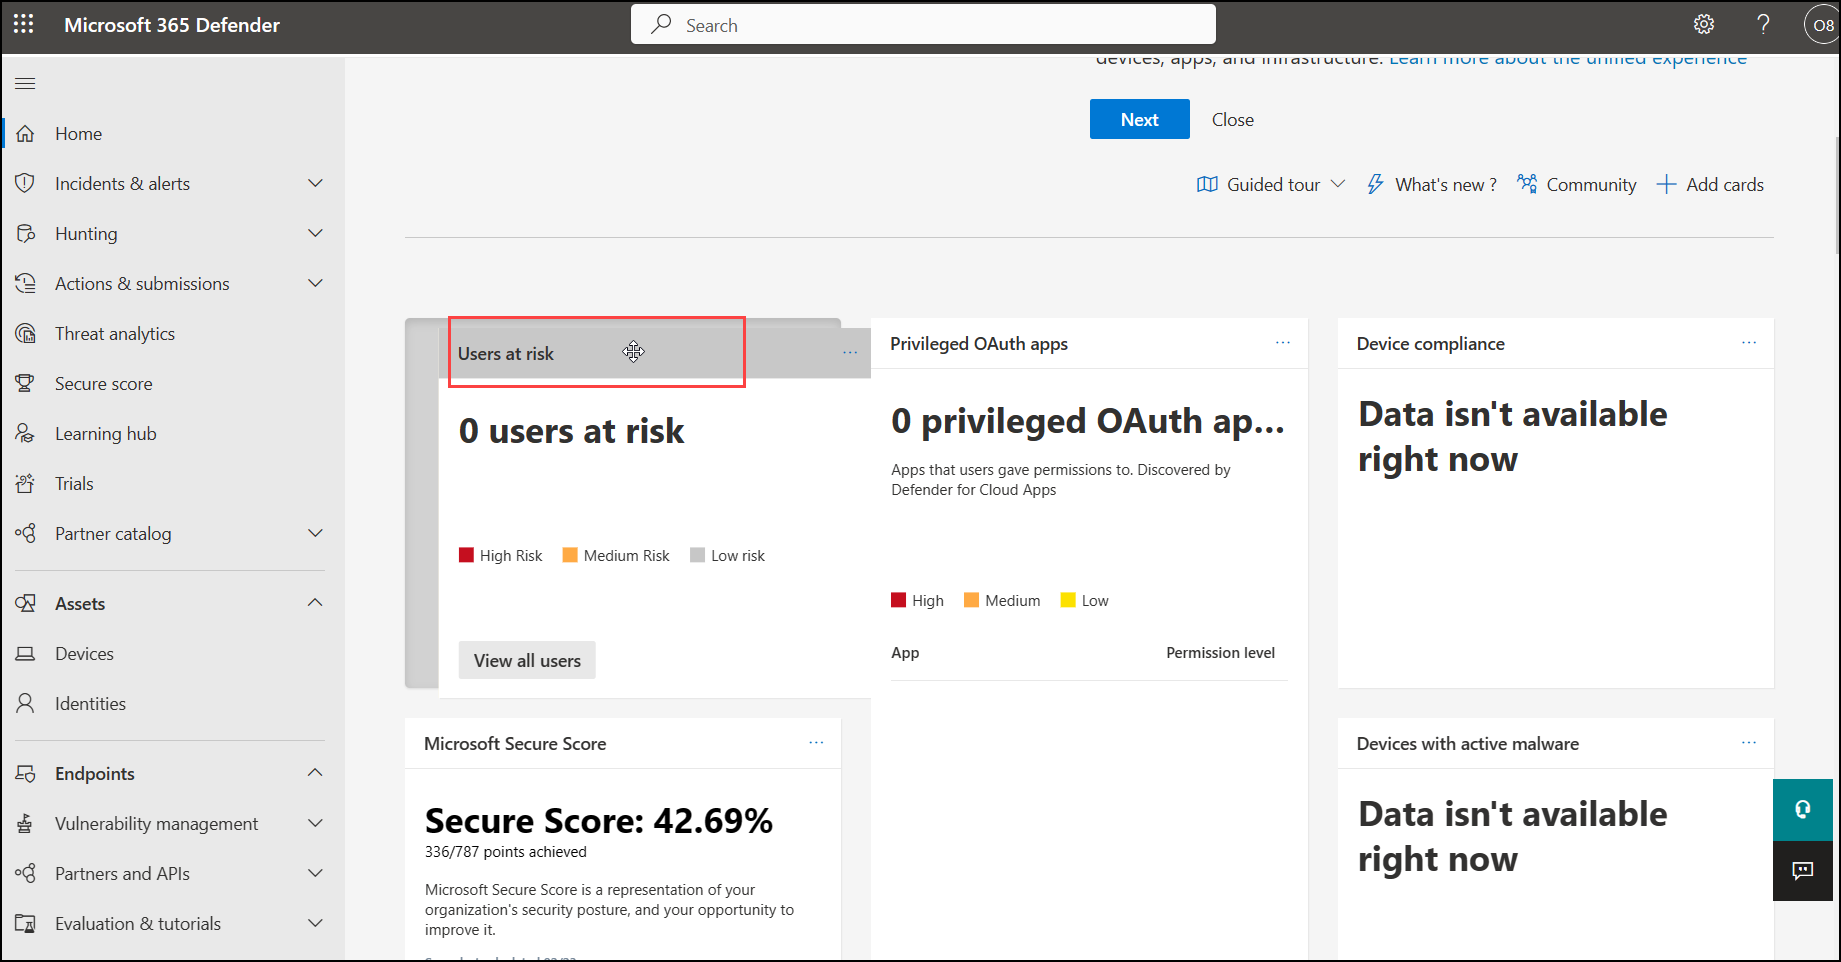 Microsoft 365 Defender
Search
O8
devices, apps, and infrastructure. Learn more about the unified experience
Next
Close
Guided tour
What's new ?
Community
Add cards
Home
Incidents & alerts
Hunting
Actions & submissions
Threat analytics
Secure score
Learning hub
Trials
Partner catalog
Assets
Devices
Identities
Endpoints
Vulnerability management
Partners and APIs
Evaluation & tutorials
Users at risk
0 users at risk
High Risk
Medium Risk
Low risk
View all users
Privileged OAuth apps
0 privileged OAuth ap...
Apps that users gave permissions to. Discovered by
Defender for Cloud Apps
High
Medium
Low
App
Permission level
Device compliance
Data isn't available
right now
Microsoft Secure Score
Secure Score: 42.69%
336/787 points achieved
Microsoft Secure Score is a representation of your
organization's security posture, and your opportunity to
improve it.
Devices with active malware
Data isn't available
right now